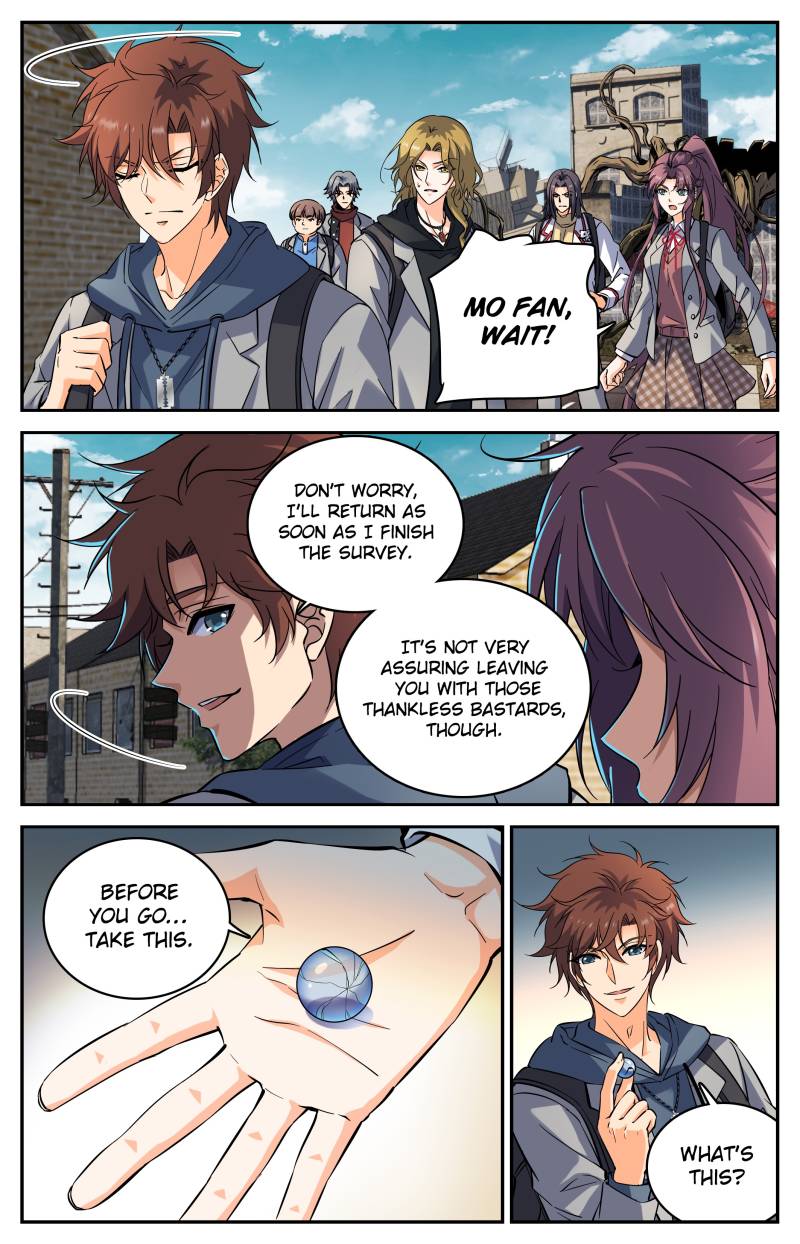 MO FAN,
WAIT!
DON'T WORRY,
I'LL RETURN AS
SOON AS I FINISH
THE SURVEY.
IT'S NOT VERY
ASSURING LEAVING
YOU WITH THOSE
THANKLESS BASTARDS,
THOUGH.
BEFORE
YOU GO...
TAKE THIS.
WHAT'S
THIS?